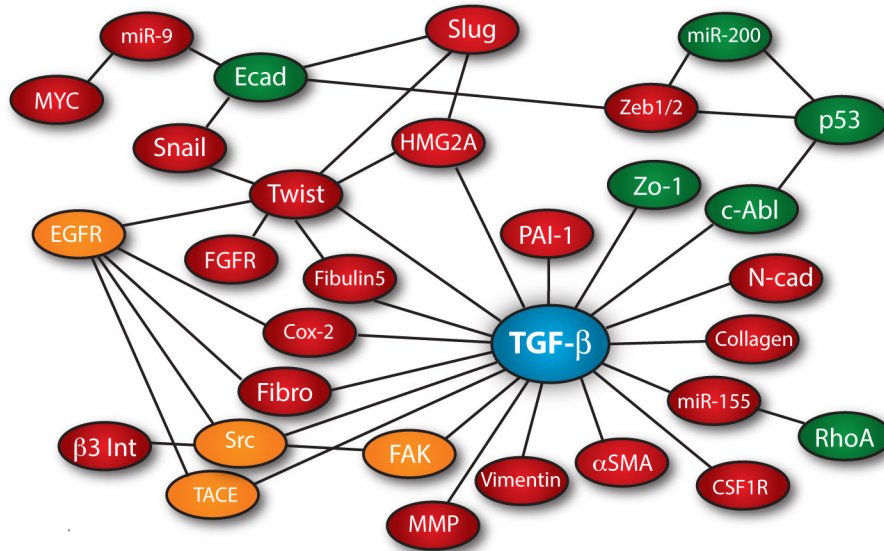 miR-9
Slug
miR-200
Ecad
MYC
Zeb1/2
p53
Snail
HMG2A
Twist
Zo-1
c-Abl
EGFR
PAI-1
FGFR
Fibulin5
N-cad
Cox-2
TGF-β
Collagen
Fibro
miR-155
β3 Int
Src
FAK
RhoA
αSMA
Vimentin
CSF1R
TACE
MMP